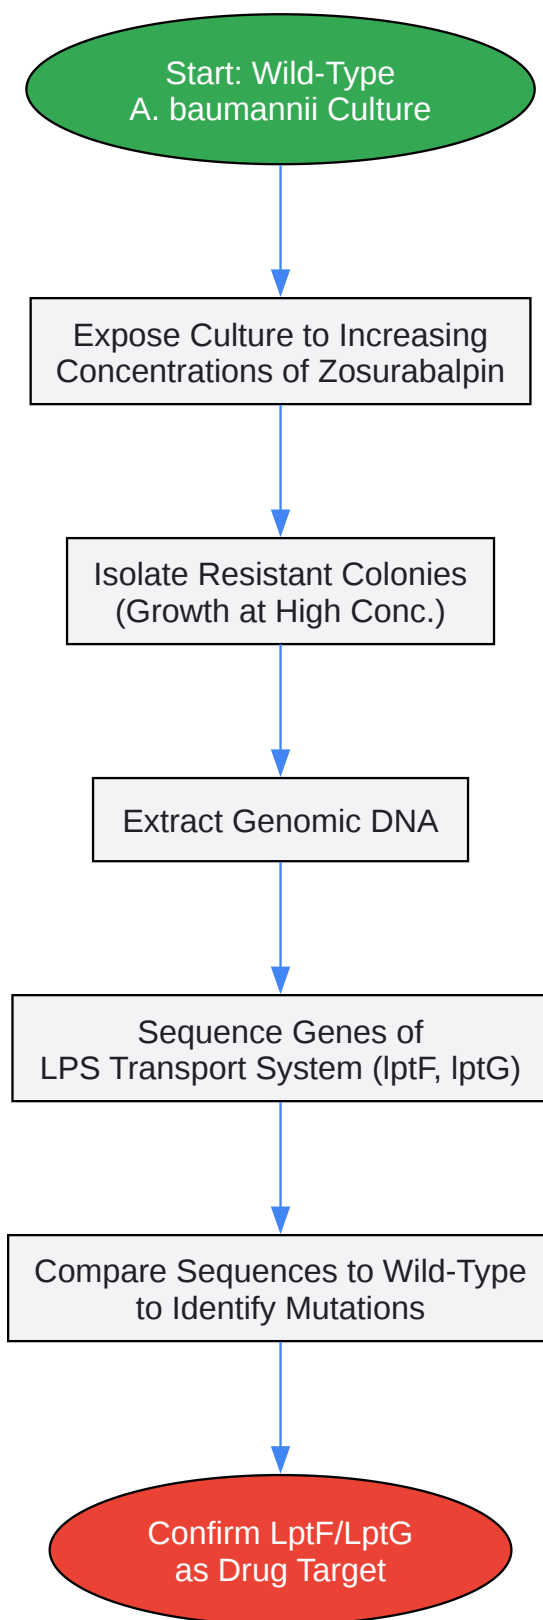 Start: Wild-Type
A. baumannii Culture
Expose Culture to Increasing
Concentrations of Zosurabalpin
Isolate Resistant Colonies
(Growth at High Conc.)
Extract Genomic DNA
Sequence Genes of
LPS Transport System (lptF, lptG)
Compare Sequences to Wild-Type
to Identify Mutations
Confirm LptF/LptG
as Drug Target